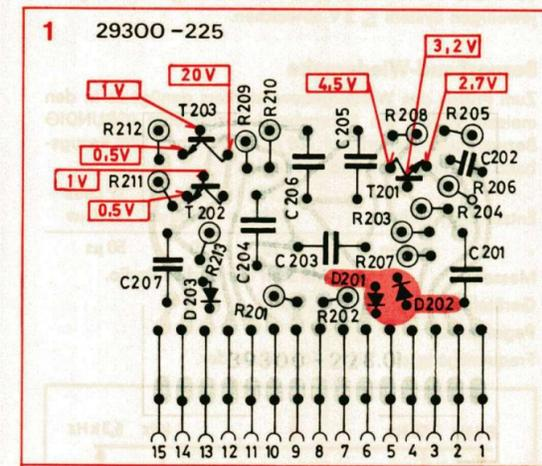 1 29300-225
3,2V
20V
4,5V
2,7V
1V
T203
R209
R210
C205
R208
R205
R212
C202
0,5V
1V
R211
T201
R206
0.5V
T202
C206
R203
R204
R213
C204
C203
R207
C201
C207
D203
D201
R201
R202
D202
15 14 13 12 11 10 9 8 7 6 5 4 3 2 1